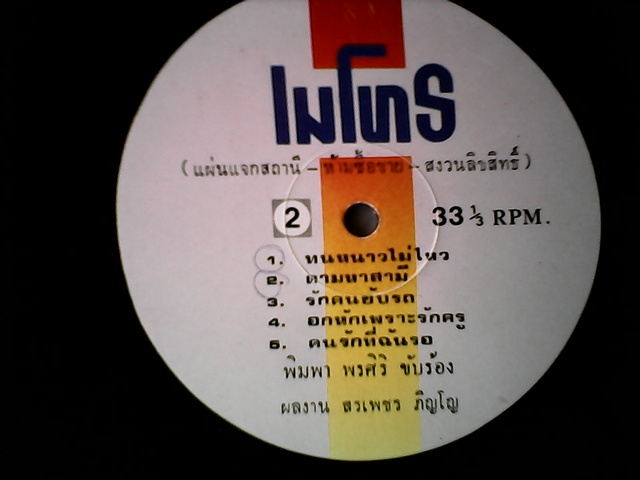 เมโทร
(แผ่นแจกสถานี – ห้ามซื้อขาย – สงวนลิขสิทธิ์)
2 33 ⅓ RPM.
1. ทนหนาวไม่ไหว
2. ตามหาสามี
3. รักคนขับรถ
4. อกหักเพราะรักครู
5. คนรักที่ฉันรอ
พิมพา พรศิริ ขับร้อง
ผลงาน สรเพชร ภิญโญ